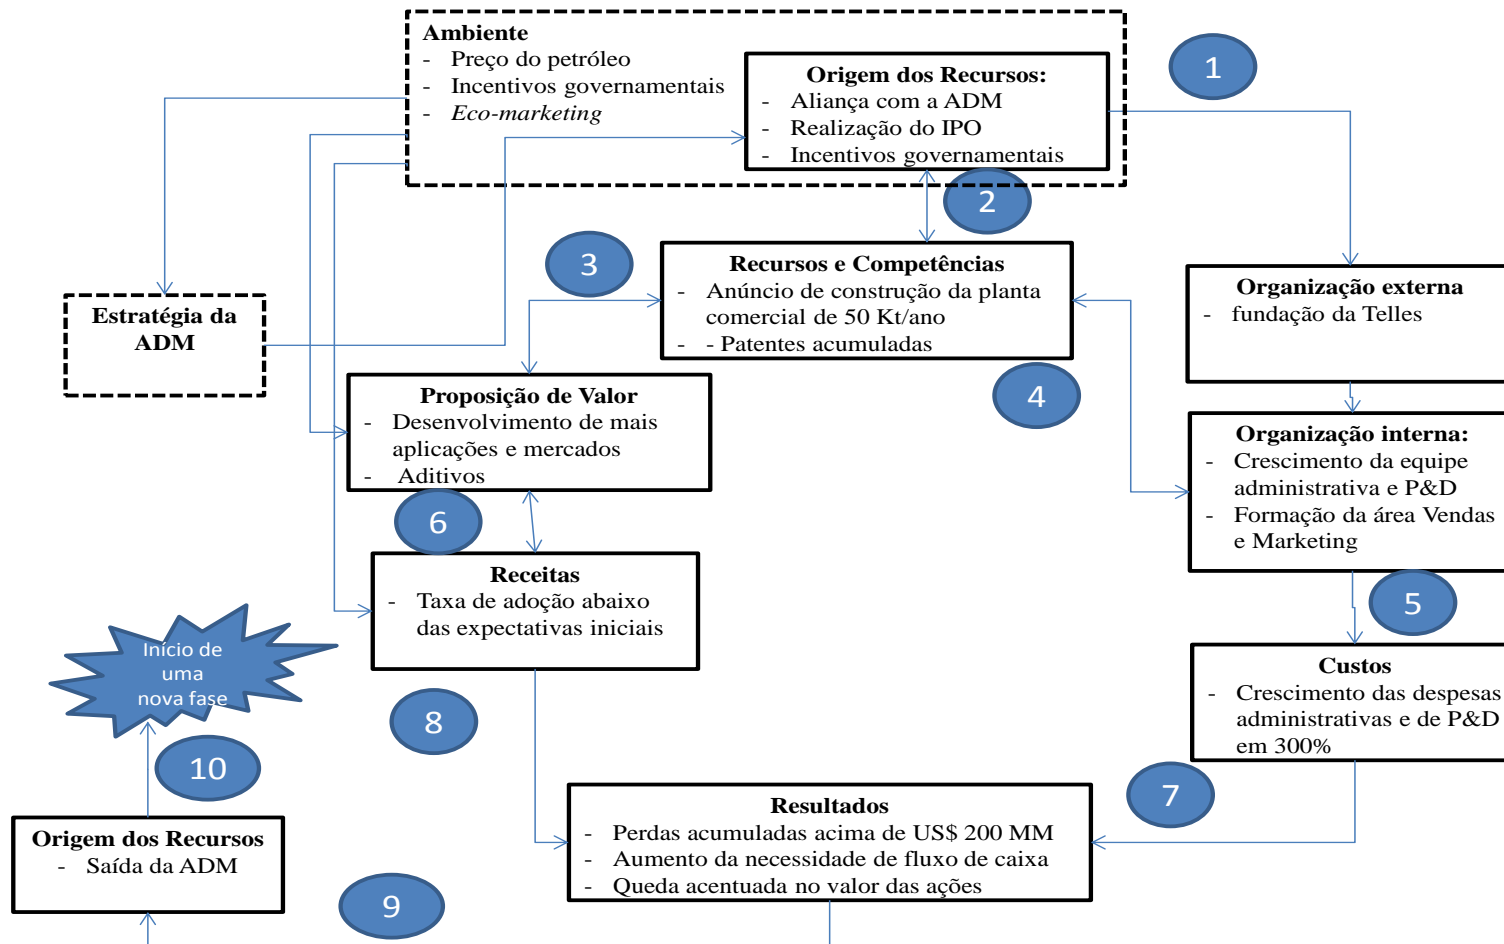 Ambiente
- Preço do petróleo
- Incentivos governamentais
- Eco-marketing
Origem dos Recursos:
- Aliança com a ADM
- Realização do IPO
- Incentivos governamentais
1
2
3
Recursos e Competências
- Anúncio de construção da planta
comercial de 50 Kt/ano
- - Patentes acumuladas
Organização externa
- fundação da Telles
Estratégia da
ADM
4
Proposição de Valor
- Desenvolvimento de mais
aplicações e mercados
- Aditivos
Organização interna:
- Crescimento da equipe
administrativa e P&D
- Formação da área Vendas
e Marketing
6
Receitas
- Taxa de adoção abaixo
das expectativas iniciais
5
Início de
uma
nova fase
Custos
- Crescimento das despesas
administrativas e de P&D
em 300%
8
10
7
Origem dos Recursos
- Saída da ADM
Resultados
- Perdas acumuladas acima de US$ 200 MM
- Aumento da necessidade de fluxo de caixa
- Queda acentuada no valor das ações
9